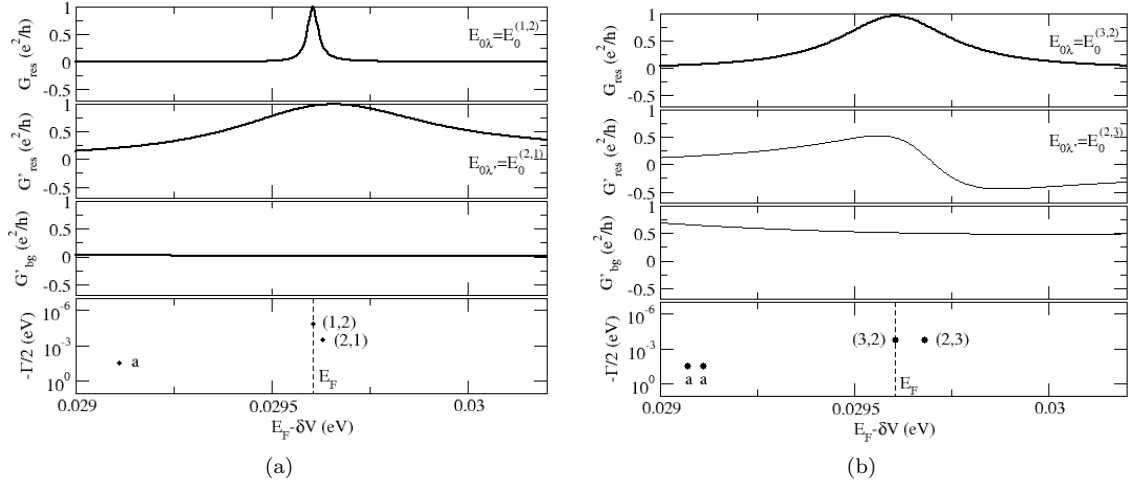 1
0.5
0
-0.5
G_res (e²/h)
E_0λ=E_0^(1,2)
1
0.5
0
-0.5
G'_res (e²/h)
E_0λ'=E_0^(2,1)
1
0.5
0
-0.5
G'_bg (e²/h)
10^-6
10^-3
10^0
-Γ/2 (eV)
(1,2)
(2,1)
a
E_F
0.029
0.0295
0.03
E_F-δV (eV)
(a)
1
0.5
0
-0.5
G_res (e²/h)
E_0λ=E_0^(3,2)
1
0.5
0
-0.5
G'_res (e²/h)
E_0λ'=E_0^(2,3)
1
0.5
0
-0.5
G'_bg (e²/h)
10^-6
10^-3
10^0
-Γ/2 (eV)
(3,2)
(2,3)
a a
E_F
0.029
0.0295
0.03
E_F-δV (eV)
(b)